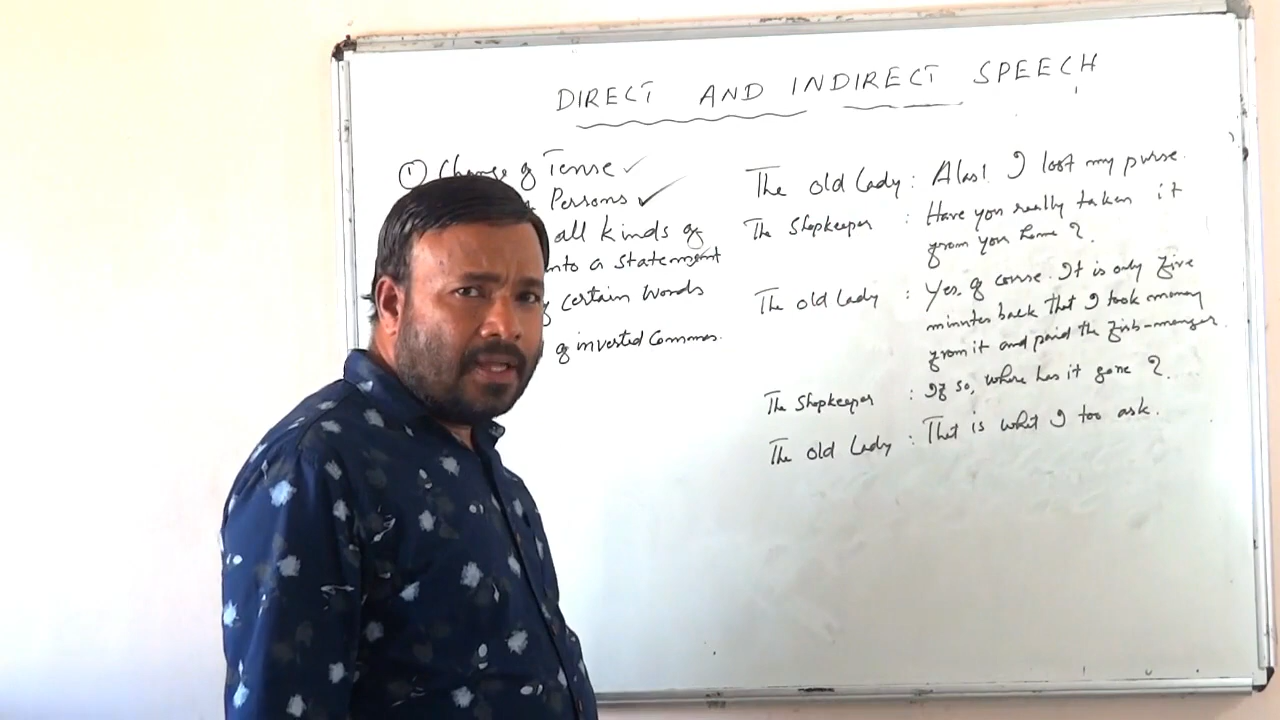 DIRECT AND INDIRECT SPEECH
① Change of Tense ✓
Persons ✓
all kinds of
into a statement
certain words
of inverted Commas.
The old Lady : Alas! I lost my purse.
The Shopkeeper : Have you really taken it
from your home ?
The old Lady : Yes, of course. It is only five
minutes back that I took money
from it and paid the fish-monger.
The Shopkeeper : If so, where has it gone ?
The old Lady : That is what I too ask.